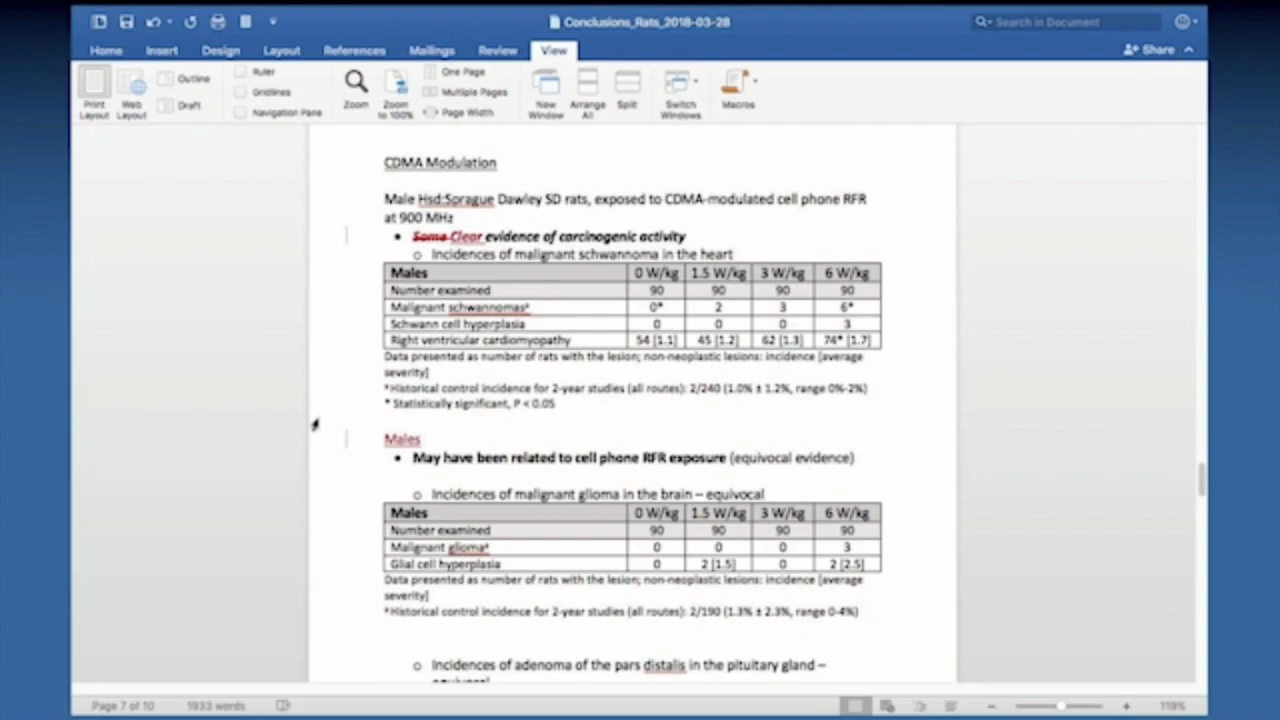 Conclusions_Rats_2018-03-28
Search in Document
Home Insert Design Layout References Mailings Review View
Share
Print Layout
Web Layout
Outline
Draft
Ruler
Gridlines
Navigation Pane
Zoom
Zoom to 100%
One Page
Multiple Pages
Page Width
New Window
Arrange All
Split
Switch Windows
Macros
CDMA Modulation
Male Hsd:Sprague Dawley SD rats, exposed to CDMA-modulated cell phone RFR
at 900 MHz
• Some Clear evidence of carcinogenic activity
o Incidences of malignant schwannoma in the heart
Males 0 W/kg 1.5 W/kg 3 W/kg 6 W/kg
Number examined 90 90 90 90
Malignant schwannomas 0* 2 3 6*
Schwann cell hyperplasia 0 0 0 3
Right ventricular cardiomyopathy 54 [1.1] 45 [1.2] 62 [1.3] 74* [1.7]
Data presented as number of rats with the lesion; non-neoplastic lesions: incidence [average
severity]
Historical control incidence for 2-year studies (all routes): 2/240 (1.0% ± 1.2%, range 0%-2%)
* Statistically significant, P < 0.05
Males
• May have been related to cell phone RFR exposure (equivocal evidence)
o Incidences of malignant glioma in the brain – equivocal
Males 0 W/kg 1.5 W/kg 3 W/kg 6 W/kg
Number examined 90 90 90 90
Malignant glioma 0 0 0 3
Glial cell hyperplasia 0 2 [1.5] 0 2 [2.5]
Data presented as number of rats with the lesion; non-neoplastic lesions: incidence [average
severity]
Historical control incidence for 2-year studies (all routes): 2/190 (1.3% ± 2.3%, range 0-4%)
o Incidences of adenoma of the pars distalis in the pituitary gland –
Page 7 of 10 1933 words
119%